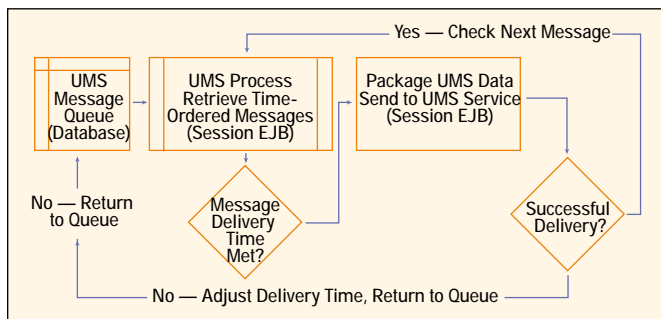 Yes — Check Next Message
UMS
Message
Queue
(Database)
UMS Process
Retrieve Time-
Ordered Messages
(Session EJB)
Package UMS Data
Send to UMS Service
(Session EJB)
No — Return
to Queue
Message
Delivery
Time
Met?
Successful
Delivery?
No — Adjust Delivery Time, Return to Queue